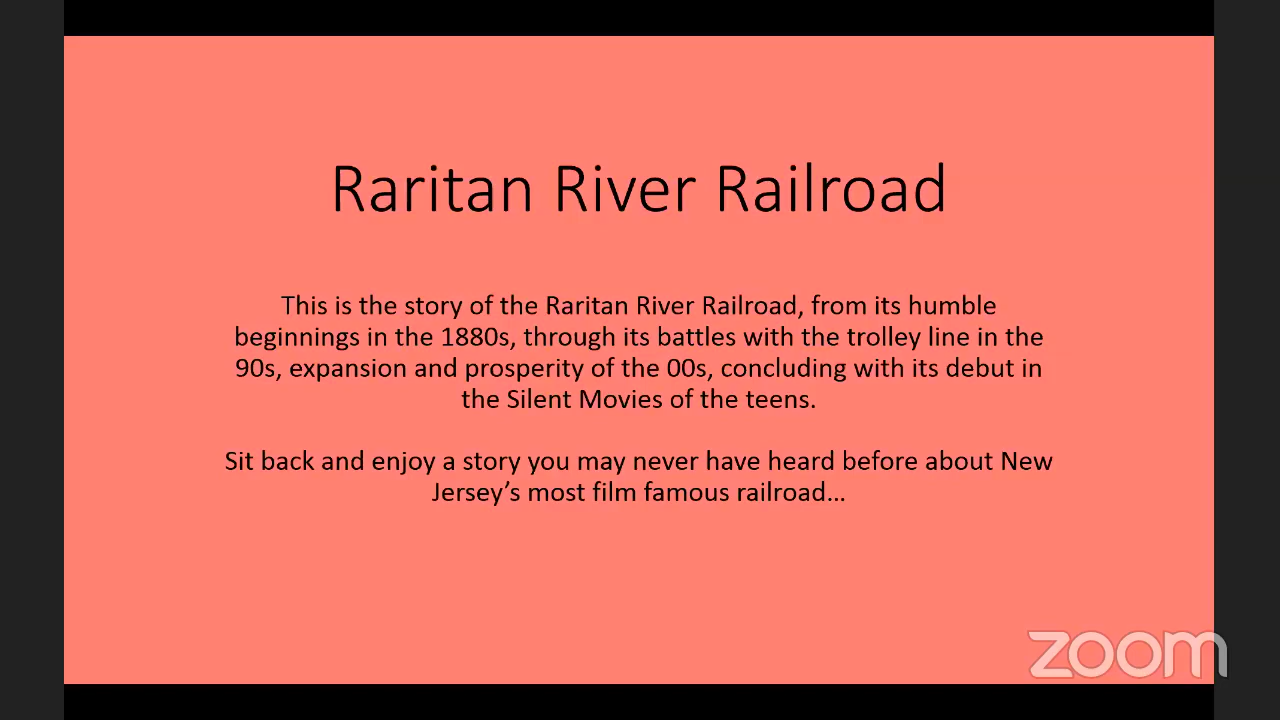 Raritan River Railroad
This is the story of the Raritan River Railroad, from its humble
beginnings in the 1880s, through its battles with the trolley line in the
90s, expansion and prosperity of the 00s, concluding with its debut in
the Silent Movies of the teens.
Sit back and enjoy a story you may never have heard before about New
Jersey’s most film famous railroad…
zoom